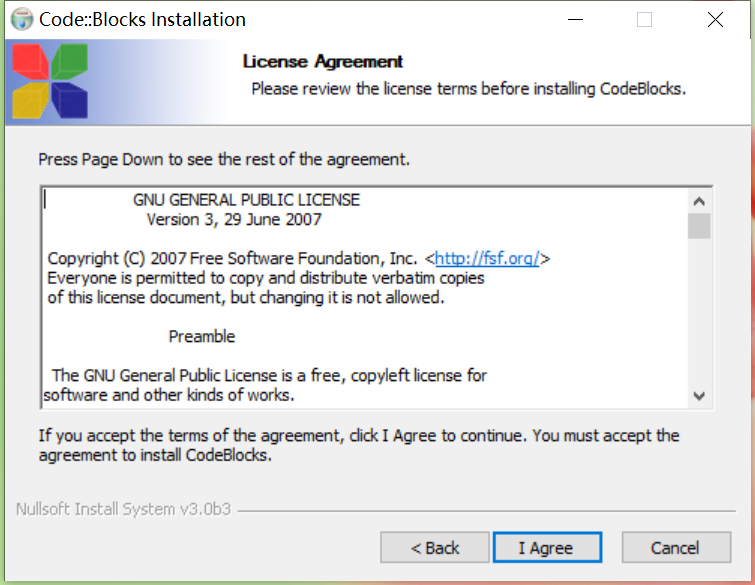 Code::Blocks Installation
License Agreement
Please review the license terms before installing CodeBlocks.
Press Page Down to see the rest of the agreement.
GNU GENERAL PUBLIC LICENSE
Version 3, 29 June 2007
Copyright (C) 2007 Free Software Foundation, Inc. <http://fsf.org/>
Everyone is permitted to copy and distribute verbatim copies
of this license document, but changing it is not allowed.
Preamble
The GNU General Public License is a free, copyleft license for
software and other kinds of works.
If you accept the terms of the agreement, click I Agree to continue. You must accept the
agreement to install CodeBlocks.
Nullsoft Install System v3.0b3
< Back
I Agree
Cancel